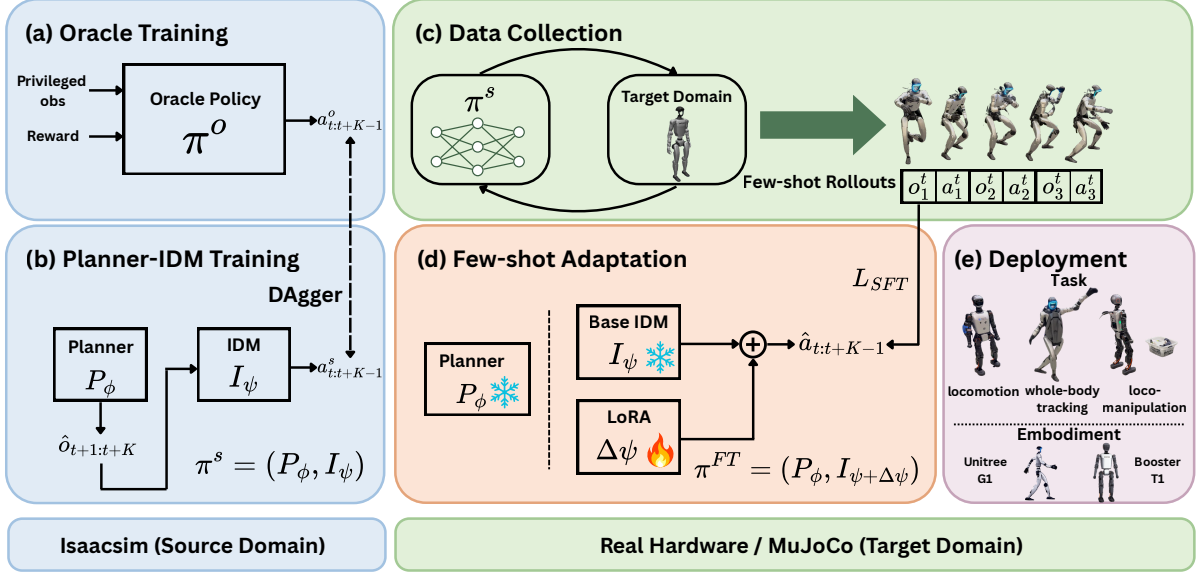 (a) Oracle Training
Privileged
obs
Reward
Oracle Policy
π^o
a^o_{t:t+K-1}
(b) Planner-IDM Training
DAgger
Planner
P_ϕ
IDM
I_ψ
a^s_{t:t+K-1}
ô_{t+1:t+K}
π^s = (P_ϕ, I_ψ)
(c) Data Collection
π^s
Target Domain
Few-shot Rollouts
o^t_1 a^t_1 o^t_2 a^t_2 o^t_3 a^t_3
(d) Few-shot Adaptation
L_{SFT}
Planner
P_ϕ
Base IDM
I_ψ
+
â_{t:t+K-1}
LoRA
Δψ
π^{FT} = (P_ϕ, I_{ψ+Δψ})
(e) Deployment
Task
locomotion
whole-body
tracking
loco-
manipulation
Embodiment
Unitree
G1
Booster
T1
Isaacsim (Source Domain)
Real Hardware / MuJoCo (Target Domain)